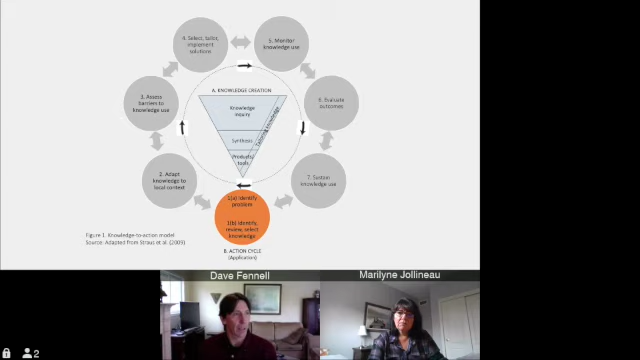 4. Select, tailor,
implement
solutions
5. Monitor
knowledge use
3. Assess
barriers to
knowledge use
A. KNOWLEDGE CREATION
Knowledge
inquiry
Synthesis
Products/
tools
Tailoring knowledge
6. Evaluate
outcomes
2. Adapt
knowledge to
local context
7. Sustain
knowledge use
1(a) Identify
problem
1(b) Identify,
review, select
knowledge
B. ACTION CYCLE
(Application)
Figure 1. Knowledge-to-action model
Source: Adapted from Straus et al. (2009)
Dave Fennell
Marilyne Jollineau
2